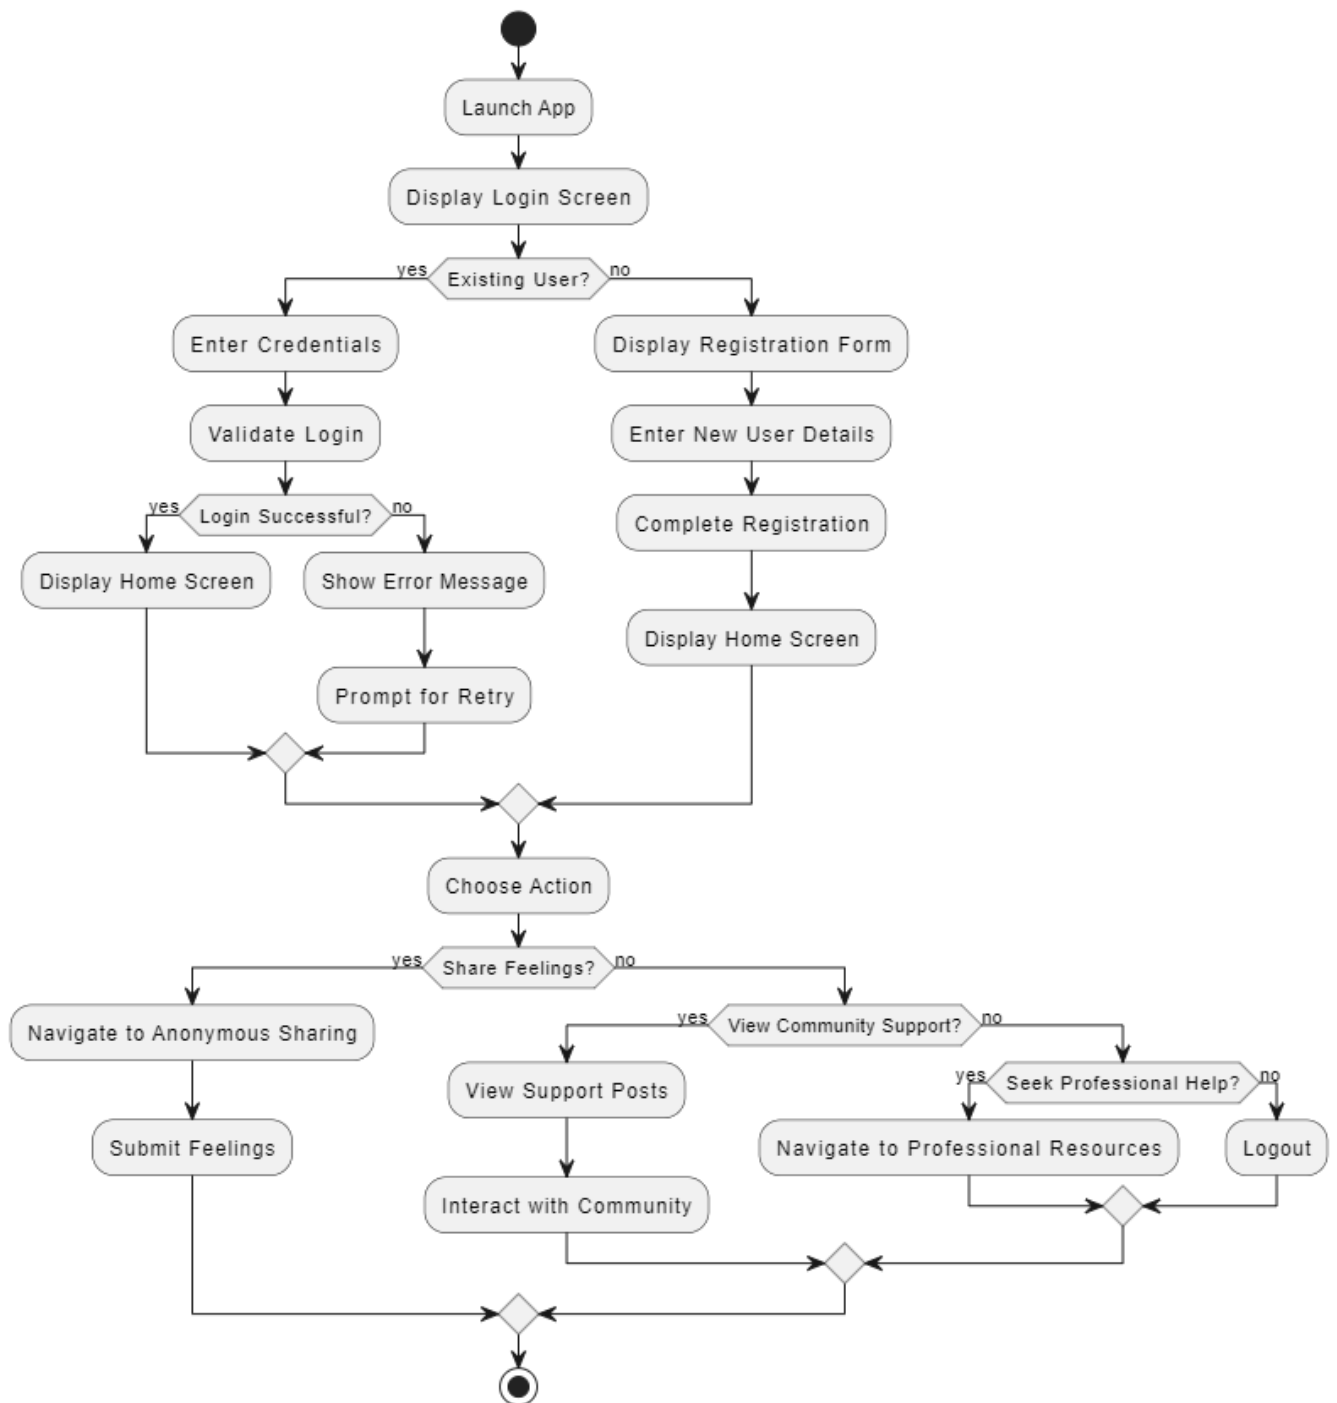 Launch App
Display Login Screen
yes
Existing User?
no
Enter Credentials
Display Registration Form
Validate Login
Enter New User Details
yes
Login Successful?
no
Complete Registration
Display Home Screen
Show Error Message
Display Home Screen
Prompt for Retry
Choose Action
yes
Share Feelings?
no
Navigate to Anonymous Sharing
yes
View Community Support?
no
View Support Posts
yes
Seek Professional Help?
no
Submit Feelings
Navigate to Professional Resources
Logout
Interact with Community